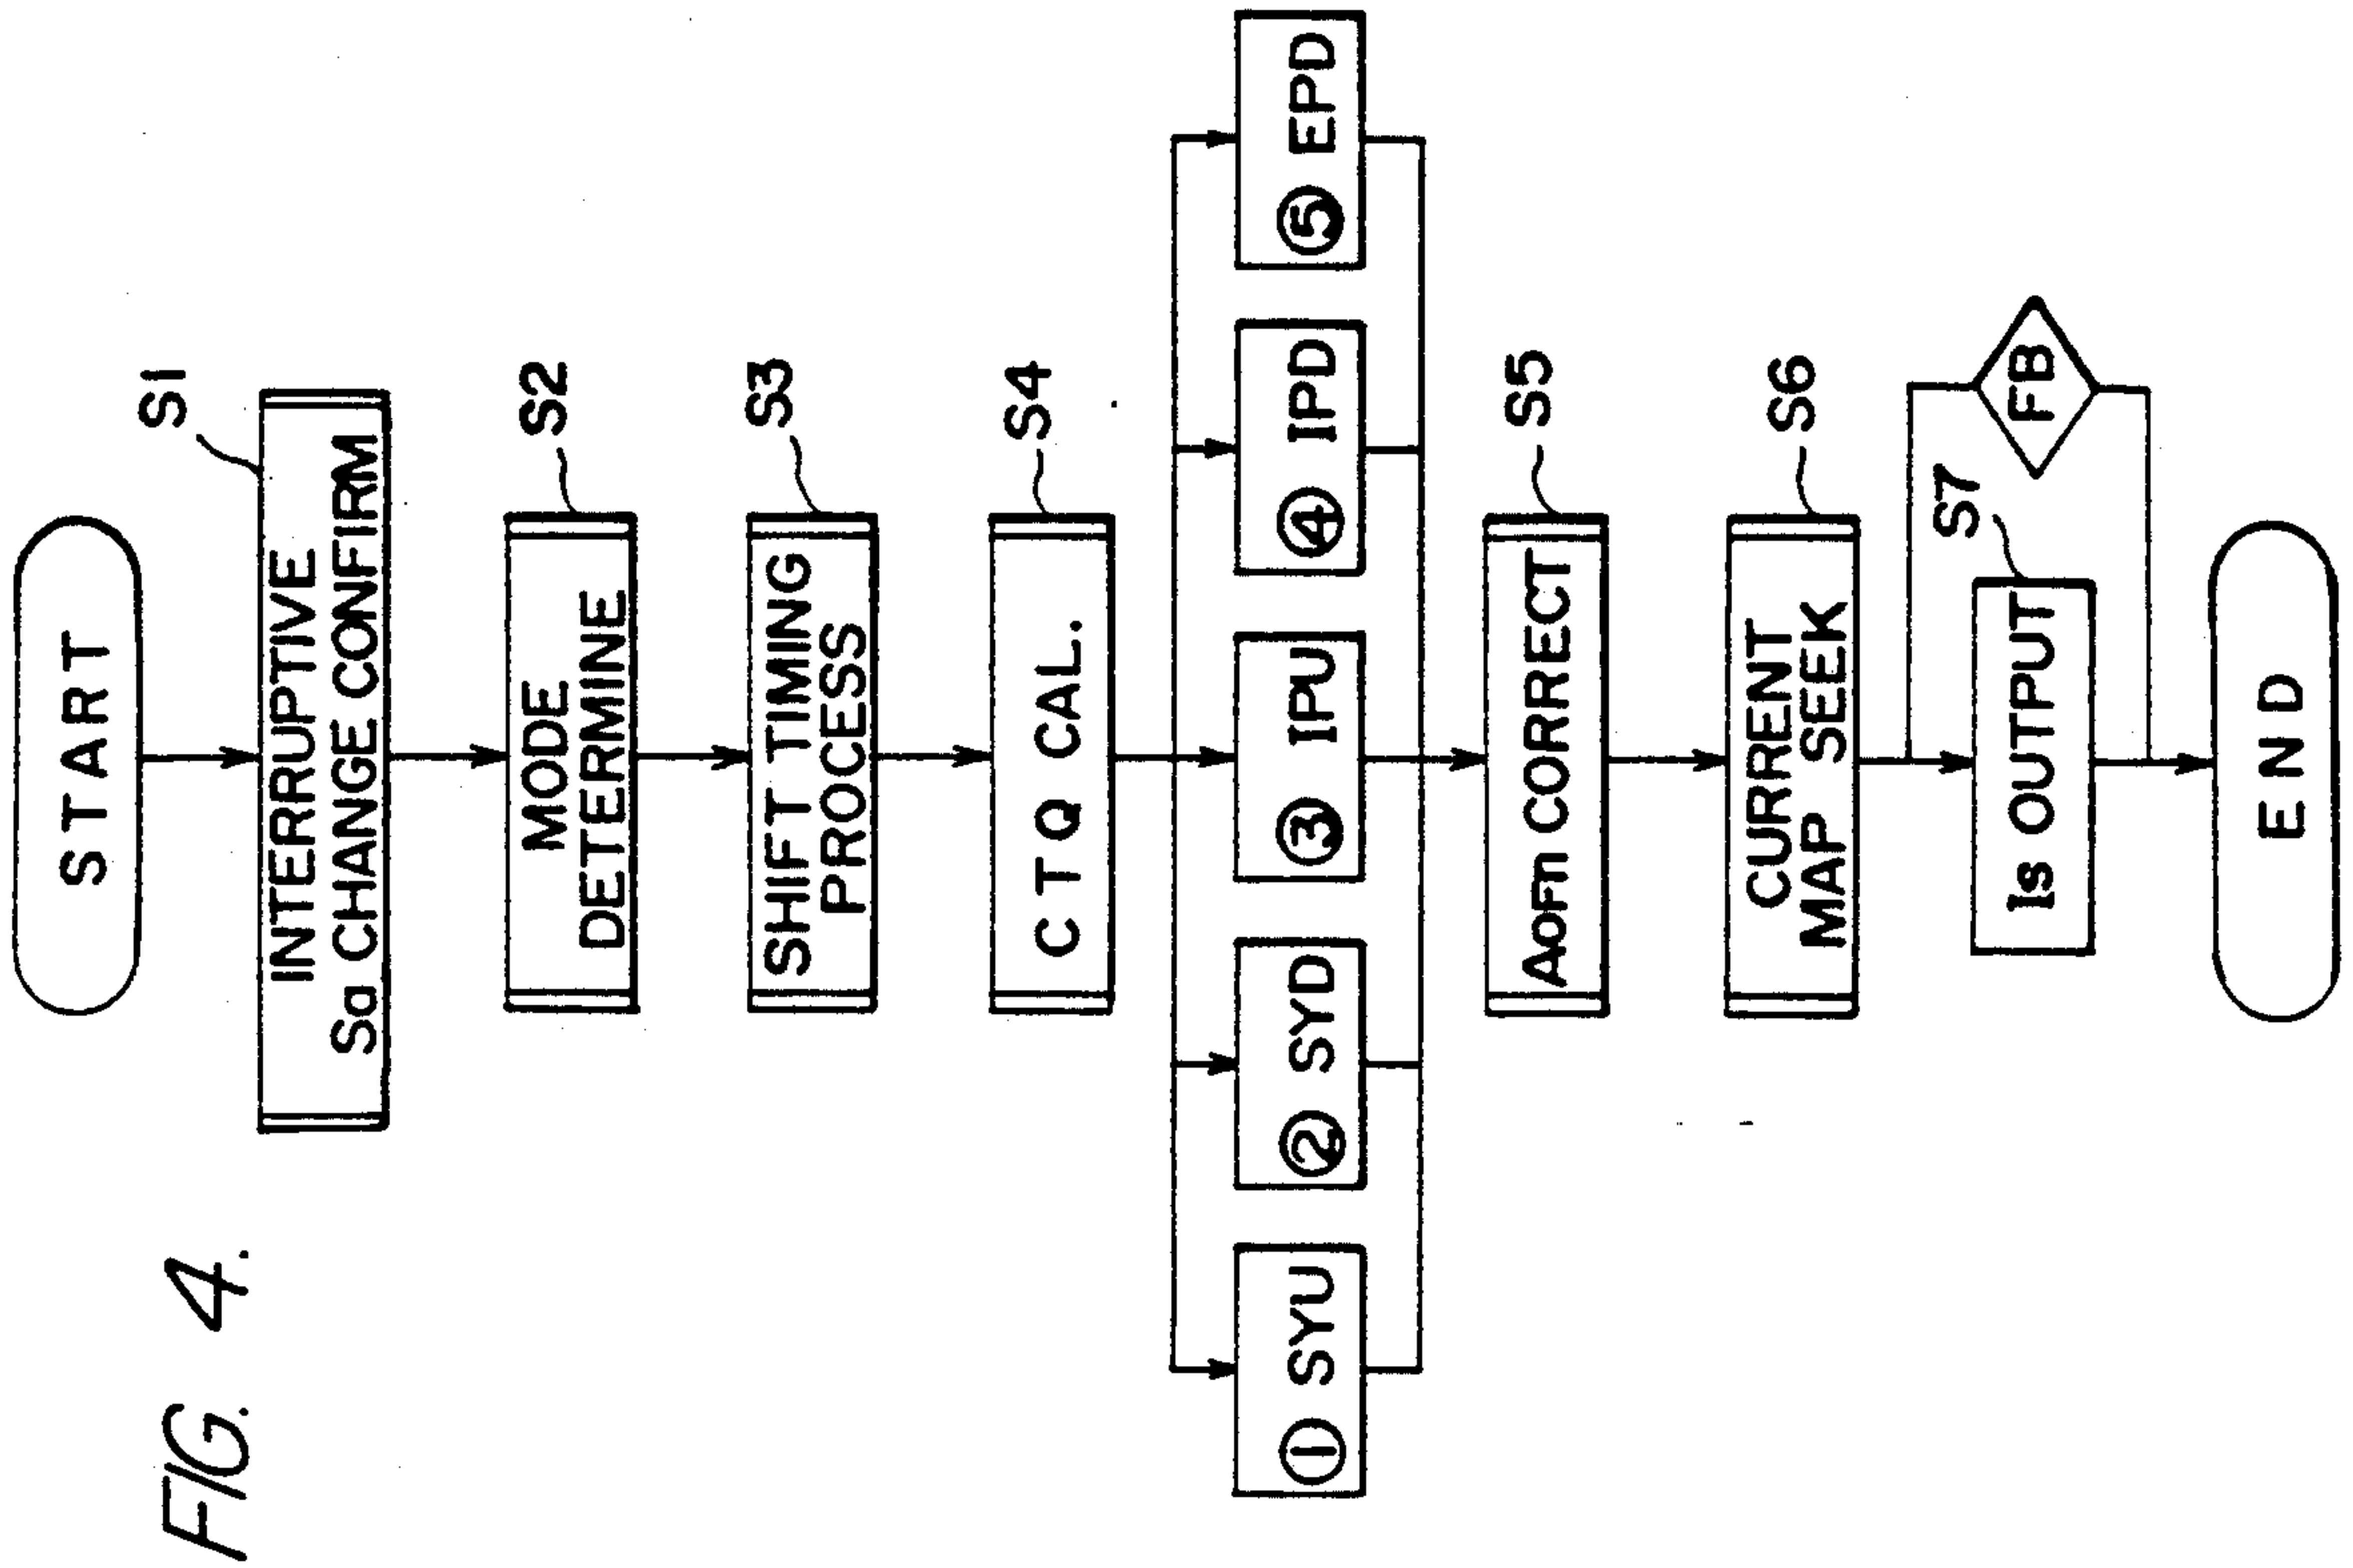 FIG. 4.
START
S1
INTERRUPTIVE
Sa CHANGE CONFIRM
S2
MODE
DETERMINE
S3
SHIFT TIMING
PROCESS
S4
CTQ CAL.
① SYU
② SYD
③ IPU
④ IPD
⑤ EPD
S5
Aofn CORRECT
S6
CURRENT
MAP SEEK
S7
Is OUTPUT
FB
END